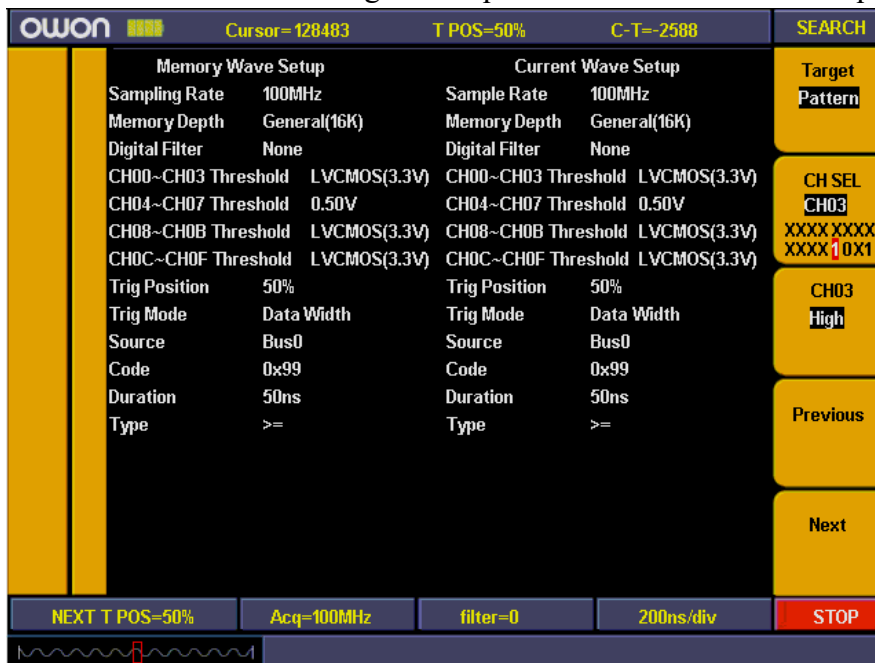 owon Cursor=128483 T POS=50% C-T=-2588 SEARCH
Memory Wave Setup Current Wave Setup
Sampling Rate 100MHz Sample Rate 100MHz
Memory Depth General(16K) Memory Depth General(16K)
Digital Filter None Digital Filter None
CH00~CH03 Threshold LVCMOS(3.3V) CH00~CH03 Threshold LVCMOS(3.3V)
CH04~CH07 Threshold 0.50V CH04~CH07 Threshold 0.50V
CH08~CH0B Threshold LVCMOS(3.3V) CH08~CH0B Threshold LVCMOS(3.3V)
CH0C~CH0F Threshold LVCMOS(3.3V) CH0C~CH0F Threshold LVCMOS(3.3V)
Trig Position 50% Trig Position 50%
Trig Mode Data Width Trig Mode Data Width
Source Bus0 Source Bus0
Code 0x99 Code 0x99
Duration 50ns Duration 50ns
Type >= Type >=
Target
Pattern
CH SEL
CH03
XXXX XXXX
XXXX 1 0X1
CH03
High
Previous
Next
NEXT T POS=50% Acq=100MHz filter=0 200ns/div STOP